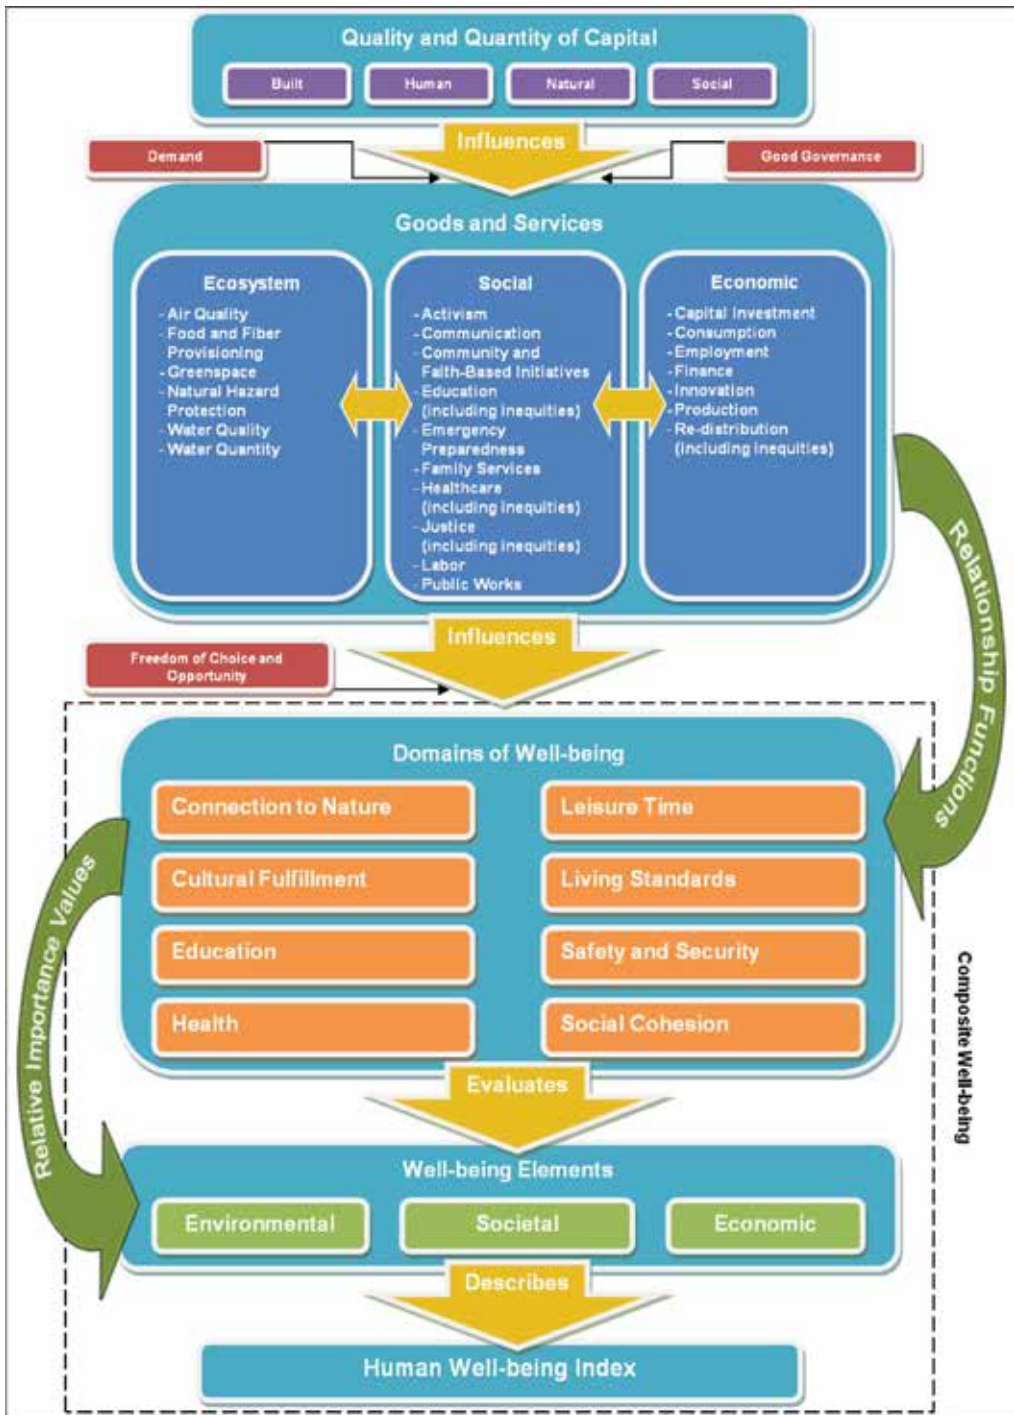 Quality and Quantity of Capital
Built
Human
Natural
Social
Influences
Demand
Good Governance
Goods and Services
Ecosystem
- Air Quality
- Food and Fiber
Provisioning
- Greenspace
- Natural Hazard
Protection
- Water Quality
- Water Quantity
Social
- Activism
- Communication
- Community and
Faith-Based Initiatives
- Education
(including inequities)
- Emergency
Preparedness
- Family Services
- Healthcare
(including inequities)
- Justice
(including inequities)
- Labor
- Public Works
Economic
- Capital Investment
- Consumption
- Employment
- Finance
- Innovation
- Production
- Re-distribution
(including inequities)
Relationship Functions
Influences
Freedom of Choice and
Opportunity
Domains of Well-being
Connection to Nature
Leisure Time
Cultural Fulfillment
Living Standards
Education
Safety and Security
Health
Social Cohesion
Relative Importance Values
Composite Well-being
Evaluates
Well-being Elements
Environmental
Societal
Economic
Describes
Human Well-being Index